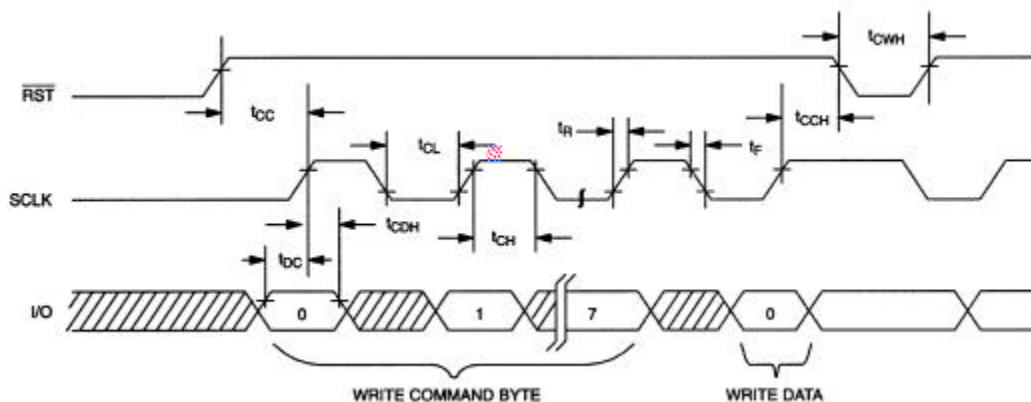 tCWH
RST
tCC
tCCH
tCL
tR
tF
SCLK
tCDH
tCH
tDC
I/O
0
1
7
0
WRITE COMMAND BYTE
WRITE DATA